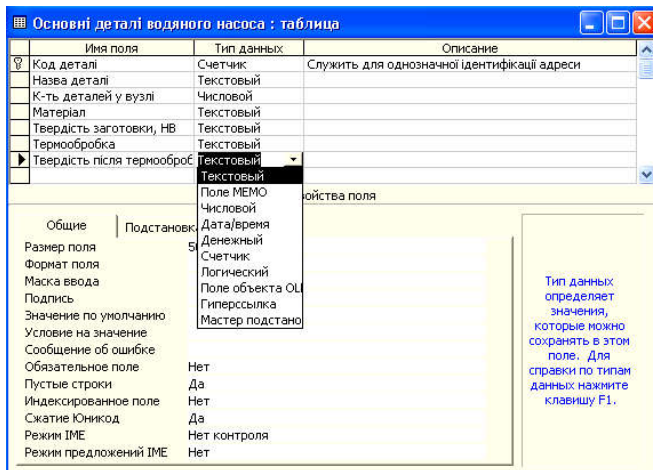 Основні деталі водяного насоса : таблица
Имя поля Тип данных Описание
Код деталі Счетчик Служить для однозначної ідентифікації адреси
Назва деталі Текстовый
К-ть деталей у вузлі Числовой
Матеріал Текстовый
Твердість заготовки, НВ Текстовый
Термообробка Текстовый
Твердість після термооброб Текстовый
Текстовый
Поле МЕМО
Числовой
Дата/время
Денежный
Счетчик
Логический
Поле объекта OLI
Гиперссылка
Мастер подстано
ойства поля
Общие Подстановк
Размер поля 5
Формат поля
Маска ввода
Подпись
Значение по умолчанию
Условие на значение
Сообщение об ошибке
Обязательное поле Нет
Пустые строки Да
Индексированное поле Нет
Сжатие Юникод Да
Режим IME Нет контроля
Режим предложений IME Нет
Тип данных
определяет
значения,
которые можно
сохранять в этом
поле. Для
справки по типам
данных нажмите
клавишу F1.